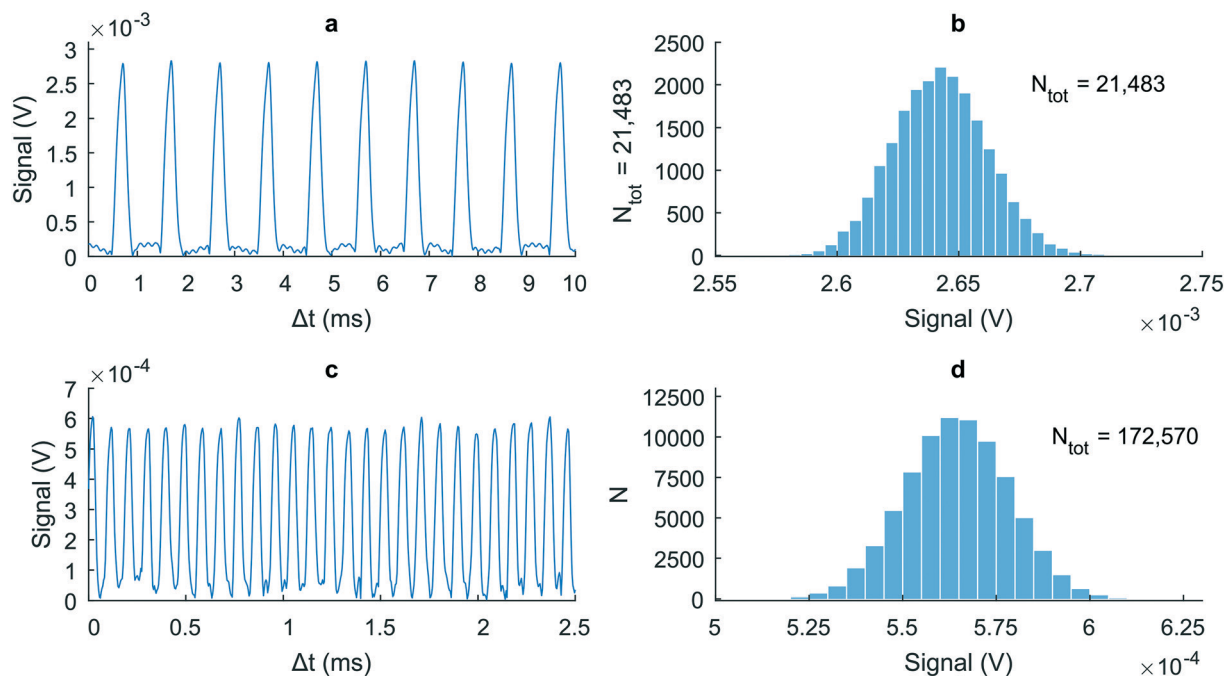 a
×10⁻³
3
2.5
2
1.5
1
0.5
0
Signal (V)
0 1 2 3 4 5 6 7 8 9 10
Δt (ms)
b
2500
2000
1500
1000
500
0
N_tot = 21,483
N_tot = 21,483
2.55 2.6 2.65 2.7 2.75
Signal (V)
×10⁻³
c
×10⁻⁴
7
6
5
4
3
2
1
0
Signal (V)
0 0.5 1 1.5 2 2.5
Δt (ms)
d
12500
10000
7500
5000
2500
0
N
N_tot = 172,570
5 5.25 5.5 5.75 6 6.25
Signal (V)
×10⁻⁴